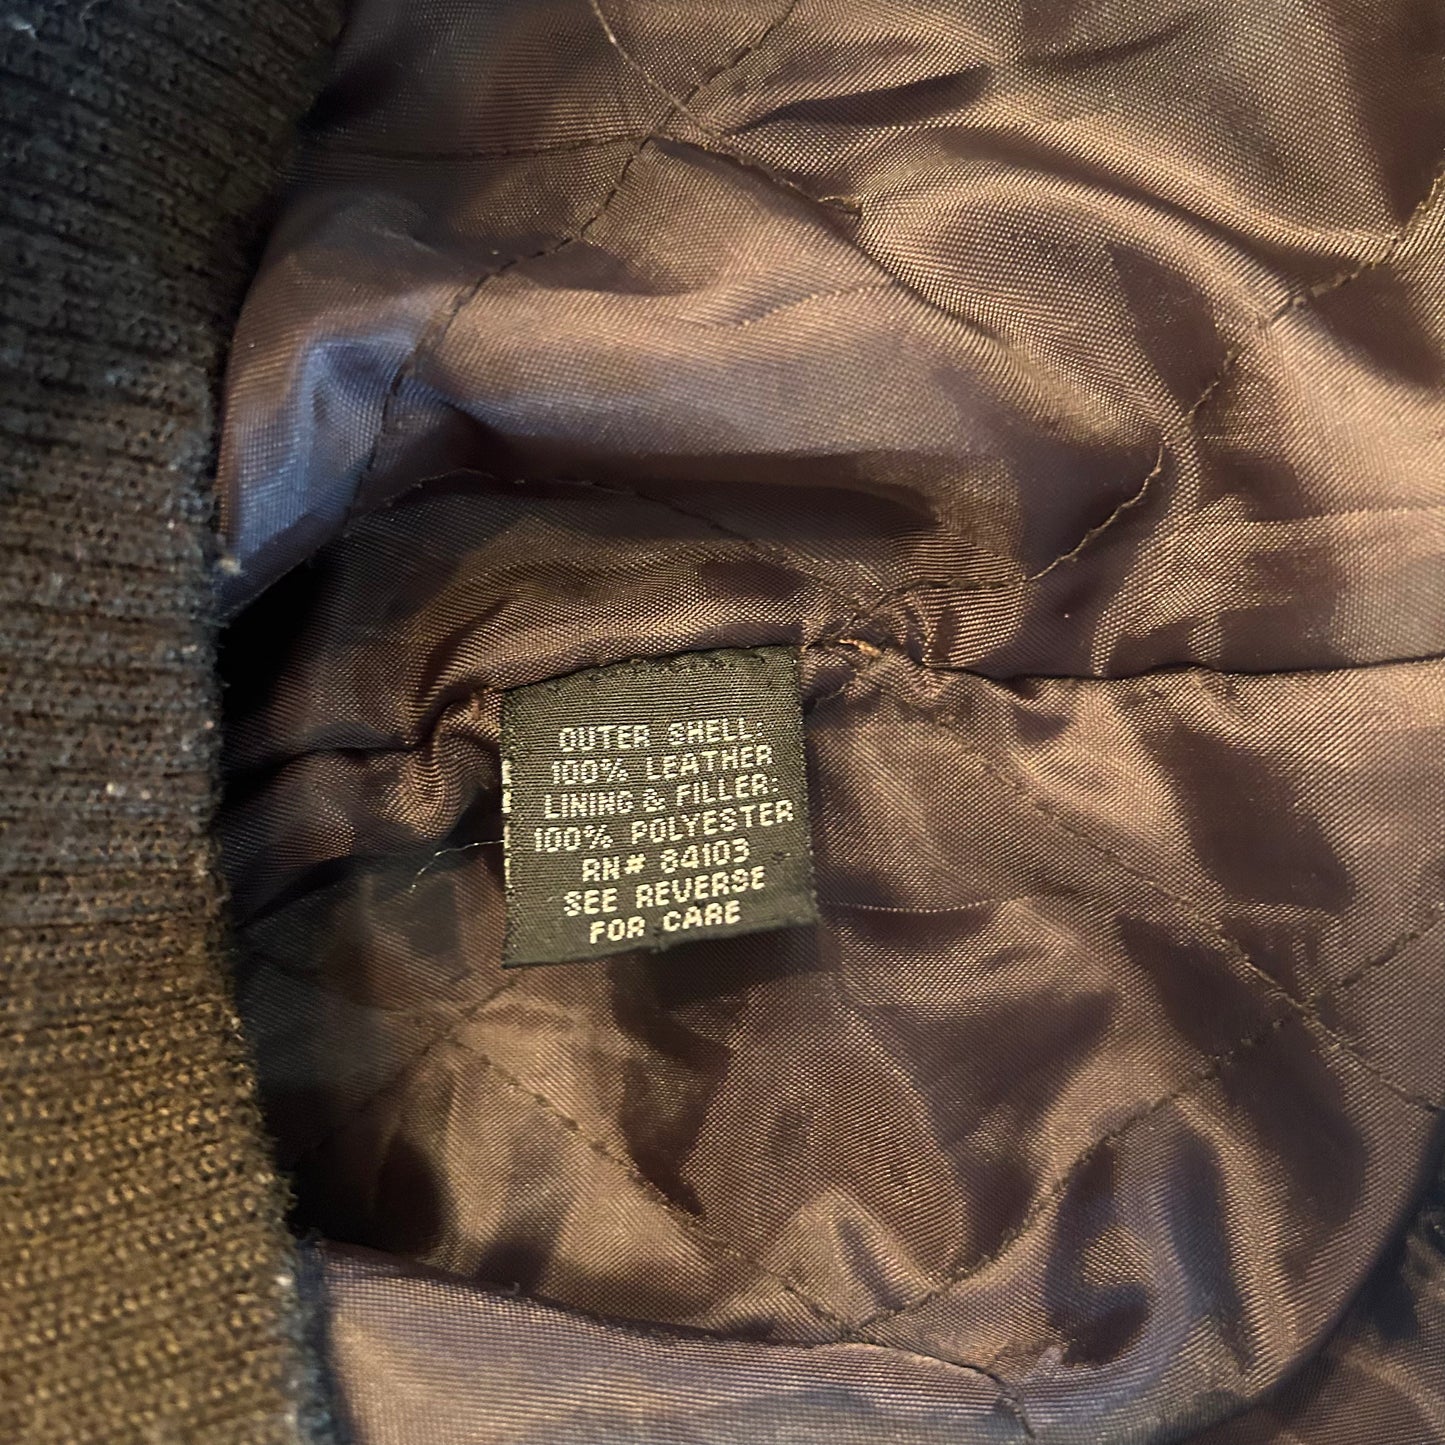 OUTER SHELL:
100% LEATHER
LINING & FILLER:
100% POLYESTER
RN# 84103
SEE REVERSE
FOR CARE